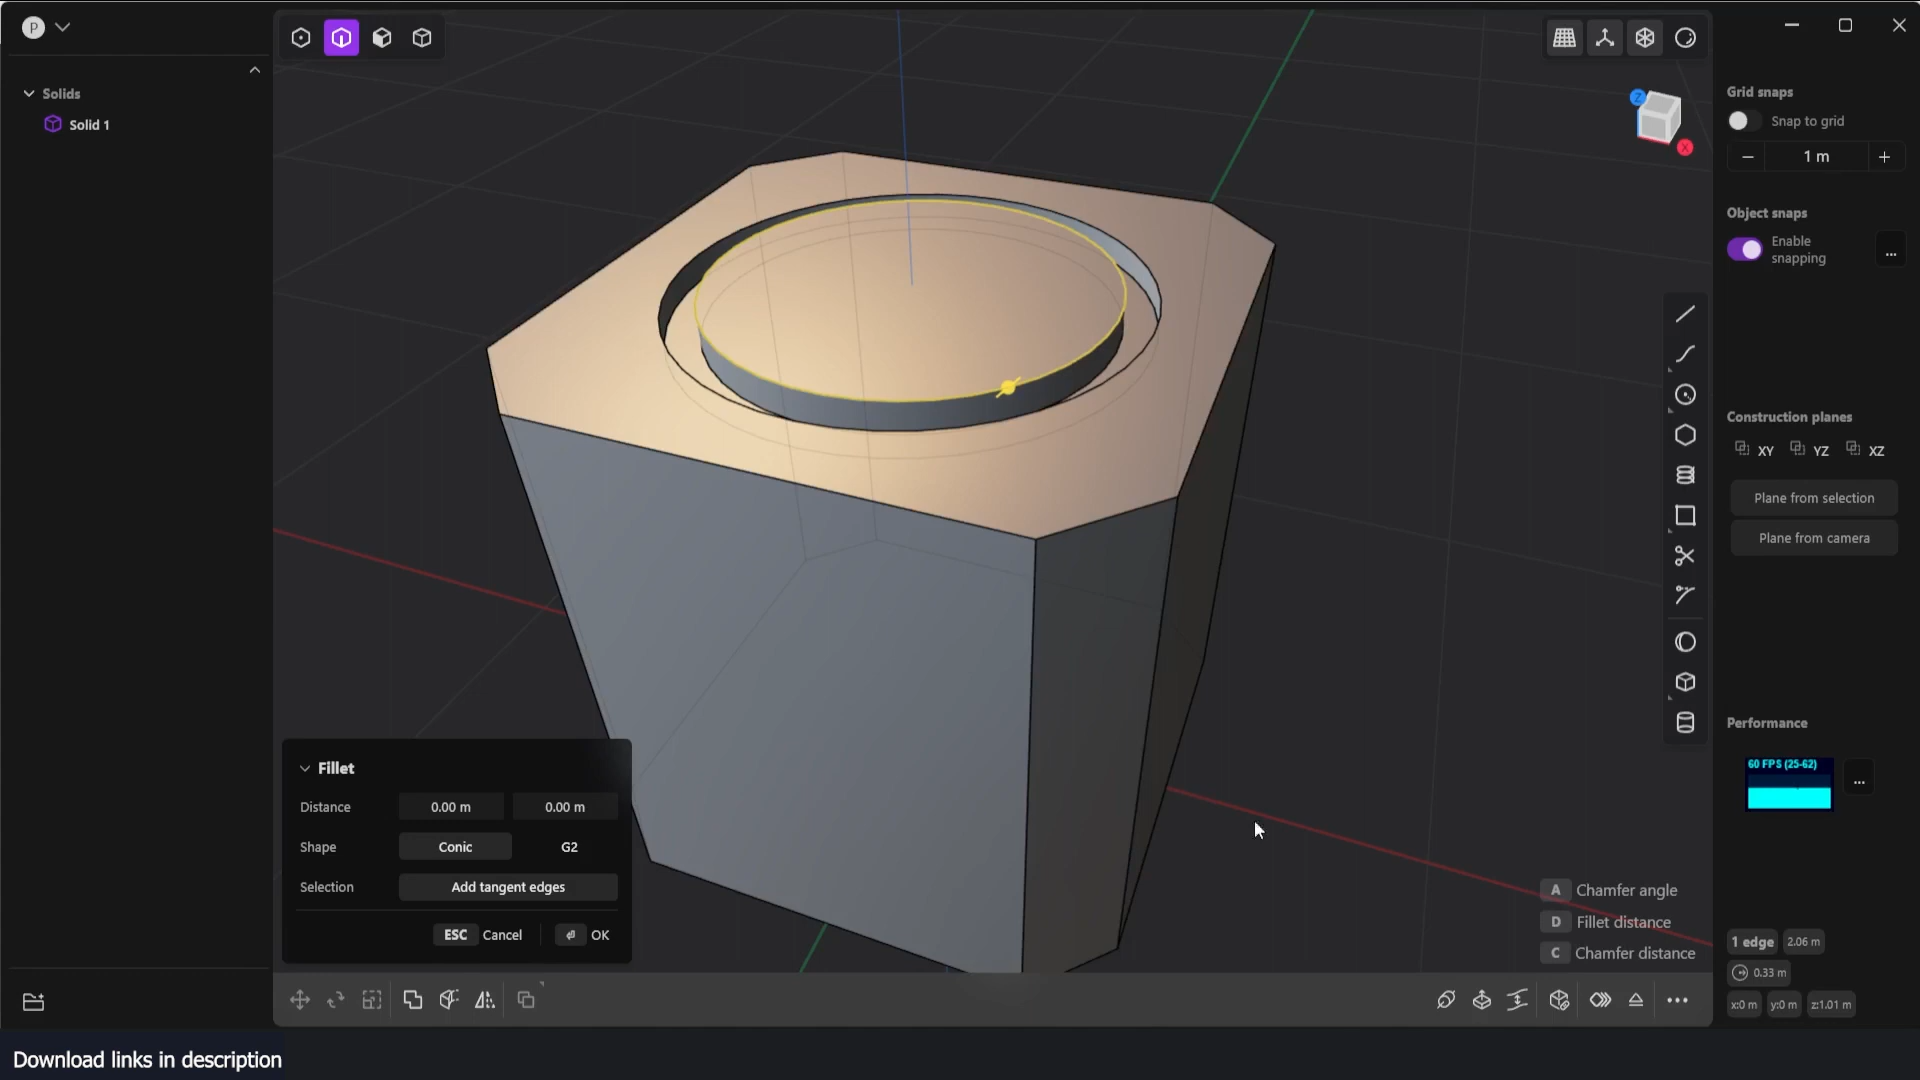 P
Solids
Solid 1
Z
X
Grid snaps
Snap to grid
1 m
Object snaps
Enable
snapping
...
Construction planes
XY YZ XZ
Plane from selection
Plane from camera
Performance
60 FPS (25-62)
...
Fillet
Distance 0.00 m 0.00 m
Shape Conic G2
Selection Add tangent edges
ESC Cancel OK
A Chamfer angle
D Fillet distance
C Chamfer distance
1 edge 2.06 m
0.33 m
x:0 m y:0 m z:1.01 m
Download links in description